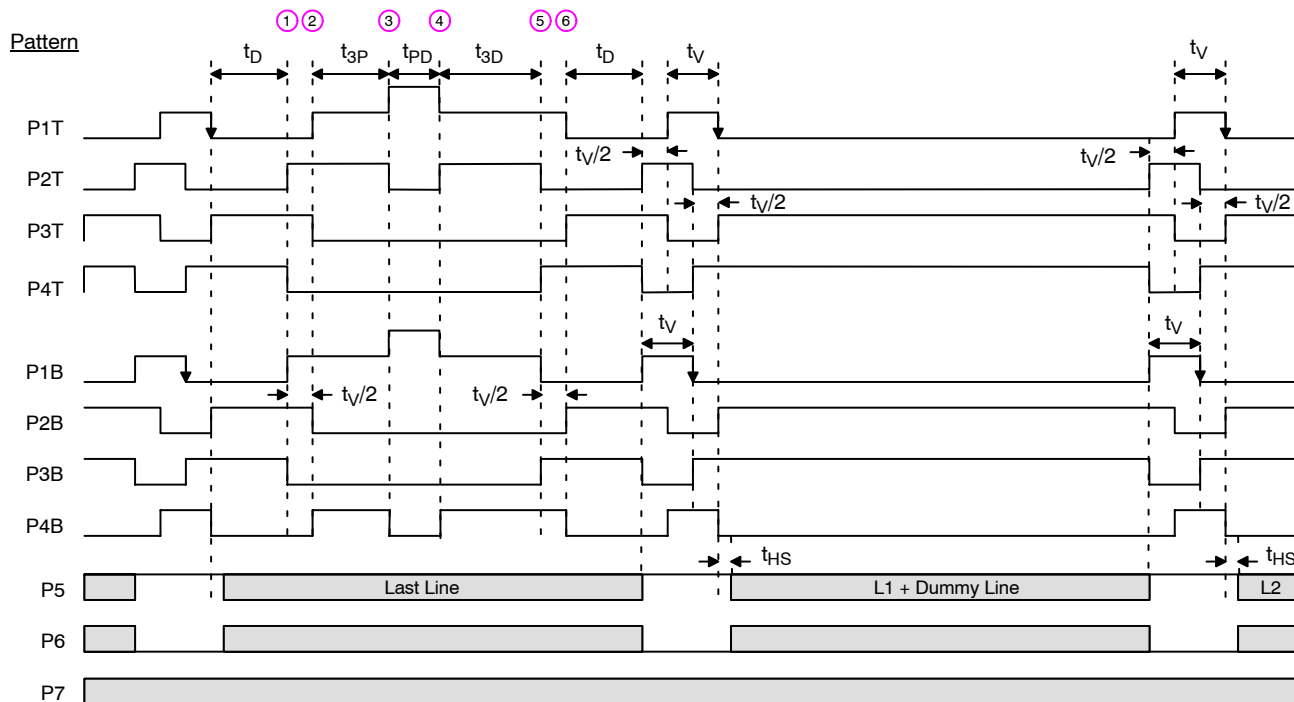 ① ② ③ ④ ⑤ ⑥
Pattern
tD t3P tPD t3D tD tV tV
P1T
tV/2 tV/2
P2T
tV/2 tV/2
P3T
P4T
tV tV
P1B
tV/2 tV/2
P2B
P3B
P4B
tHS tHS
P5 Last Line L1 + Dummy Line L2
P6
P7